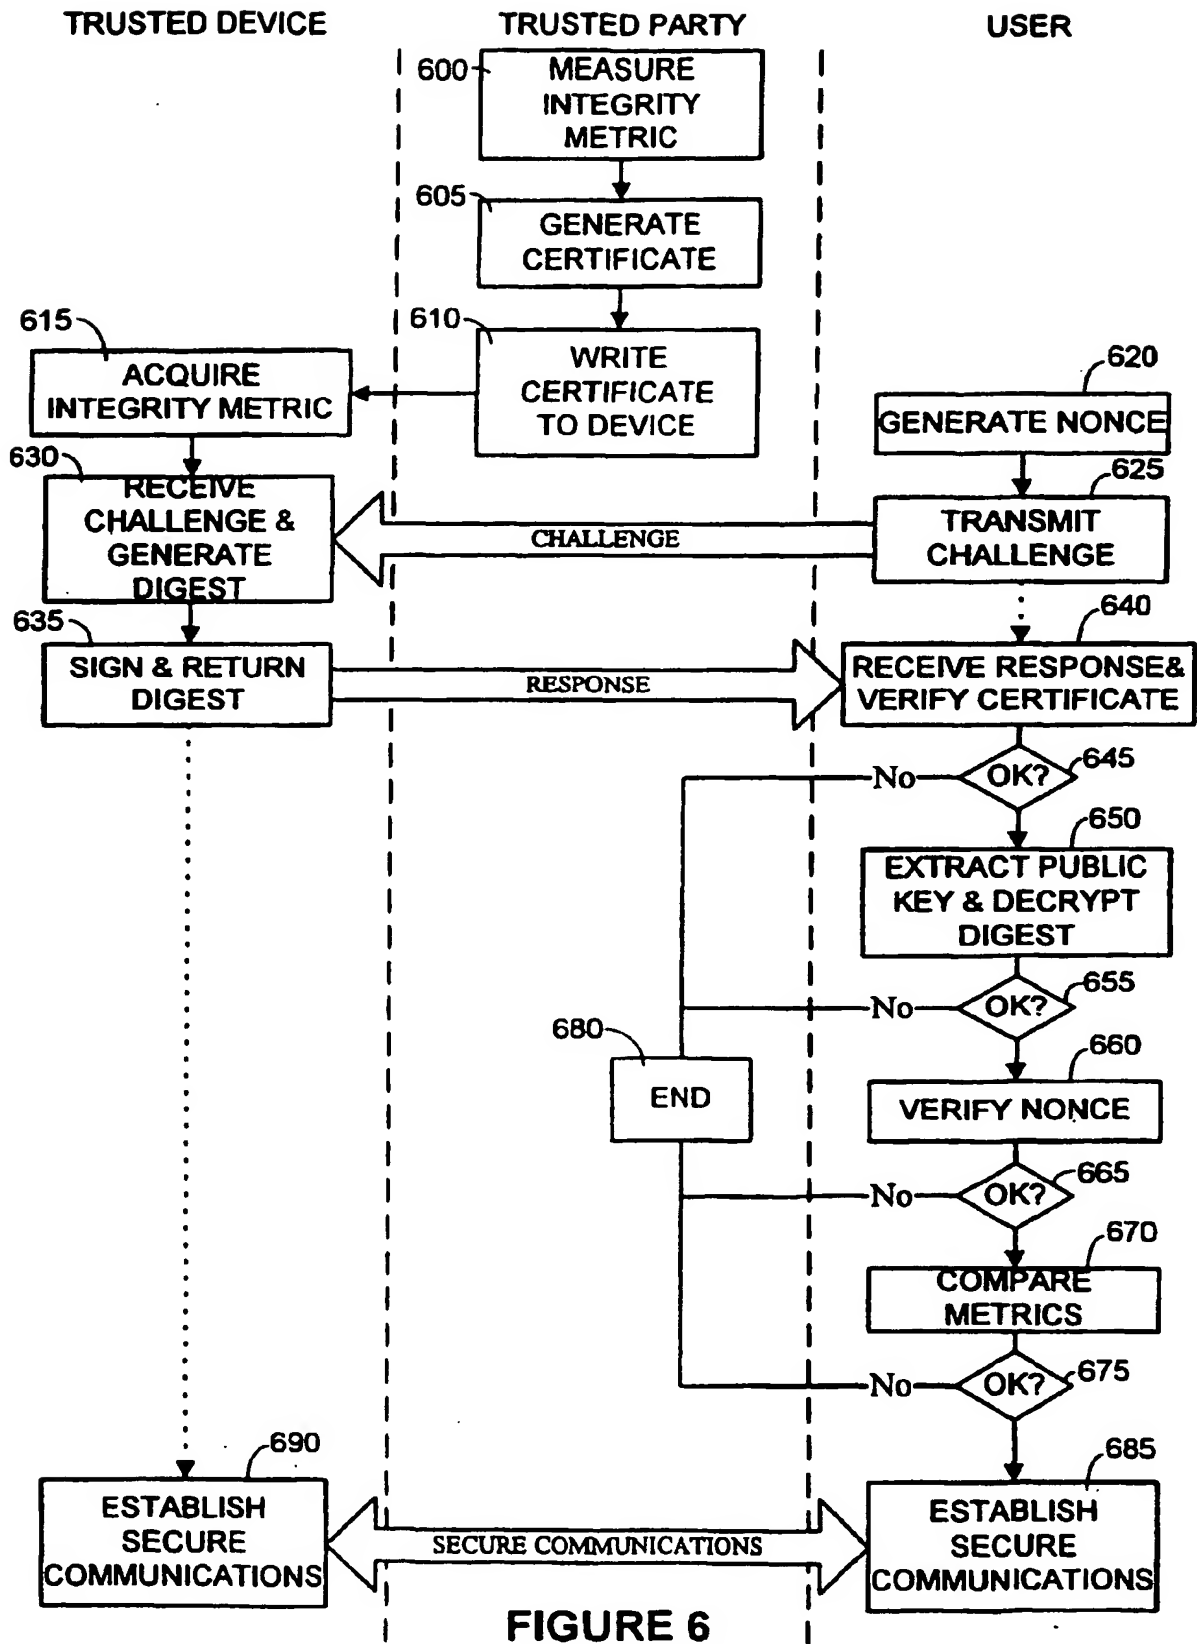 TRUSTED DEVICE
TRUSTED PARTY
USER
600
MEASURE
INTEGRITY
METRIC
605
GENERATE
CERTIFICATE
610
WRITE
CERTIFICATE
TO DEVICE
615
ACQUIRE
INTEGRITY METRIC
620
GENERATE NONCE
625
TRANSMIT
CHALLENGE
CHALLENGE
630
RECEIVE
CHALLENGE &
GENERATE
DIGEST
635
SIGN & RETURN
DIGEST
RESPONSE
640
RECEIVE RESPONSE&
VERIFY CERTIFICATE
645
OK?
No
650
EXTRACT PUBLIC
KEY & DECRYPT
DIGEST
655
OK?
No
680
END
660
VERIFY NONCE
665
OK?
No
670
COMPARE
METRICS
675
OK?
No
690
ESTABLISH
SECURE
COMMUNICATIONS
SECURE COMMUNICATIONS
685
ESTABLISH
SECURE
COMMUNICATIONS
FIGURE 6